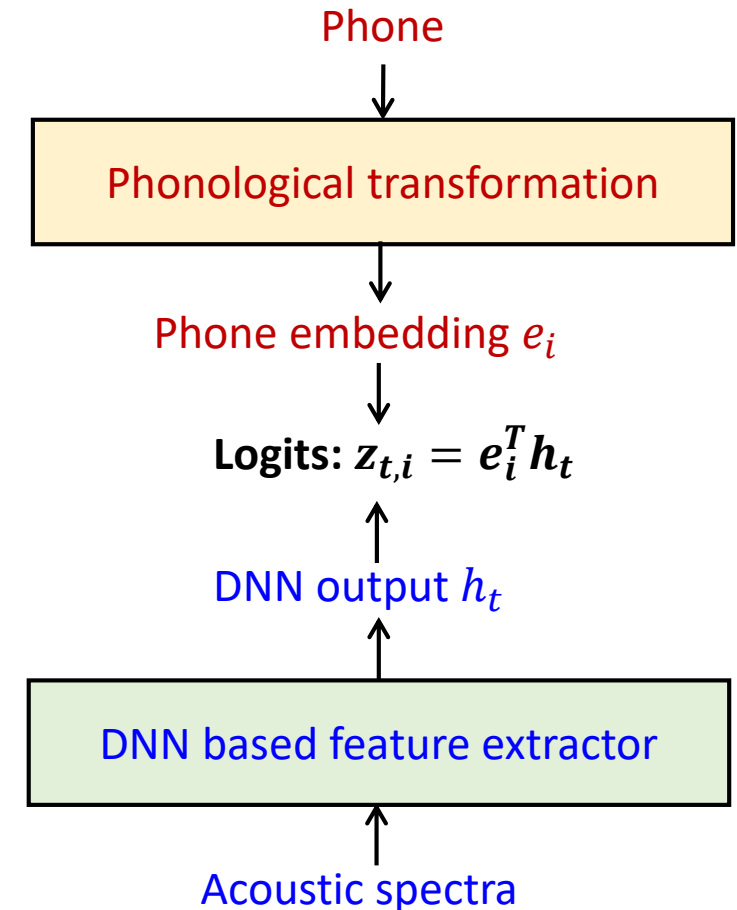 Phone
Phonological transformation
Phone embedding e_i
Logits: z_{t,i} = e_i^T h_t
DNN output h_t
DNN based feature extractor
Acoustic spectra